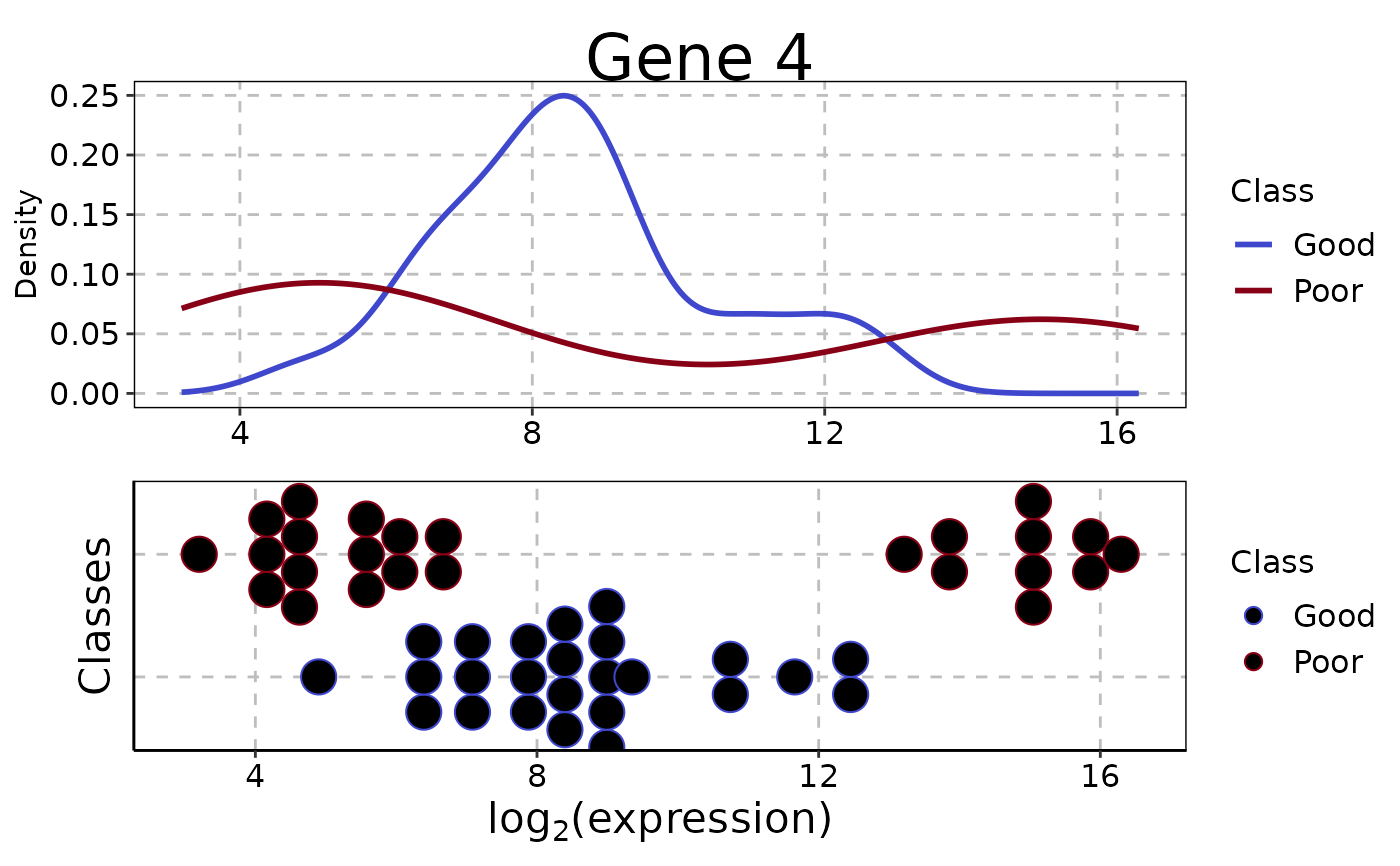 Gene 4
0.25
0.20
0.15
0.10
0.05
0.00
Density
4 8 12 16
Class
Good
Poor
Classes
4 8 12 16
log₂(expression)
Class
Good
Poor